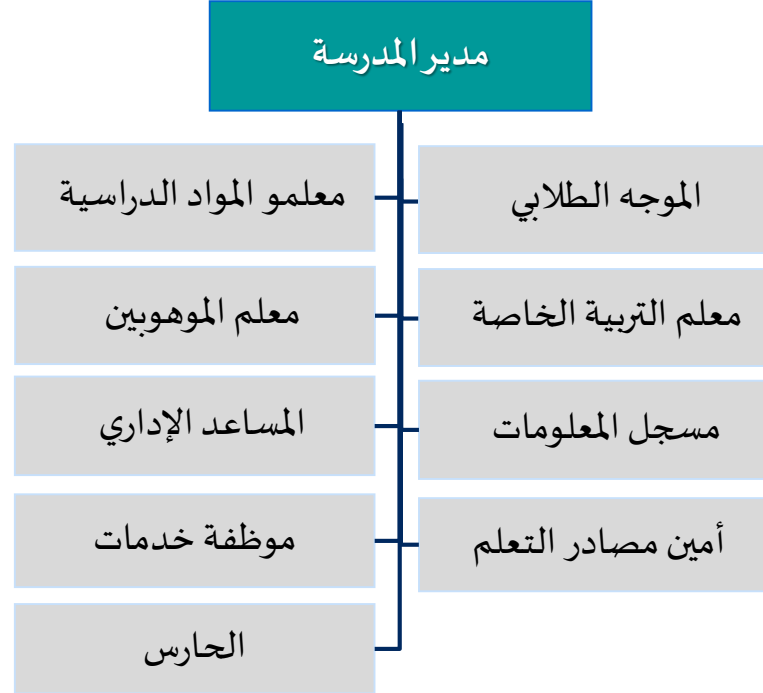 مدير المدرسة
الموجه الطلابي
معلمو المواد الدراسية
معلم التربية الخاصة
معلم الموهوبين
مسجل المعلومات
المساعد الإداري
أمين مصادر التعلم
موظفة خدمات
الحارس